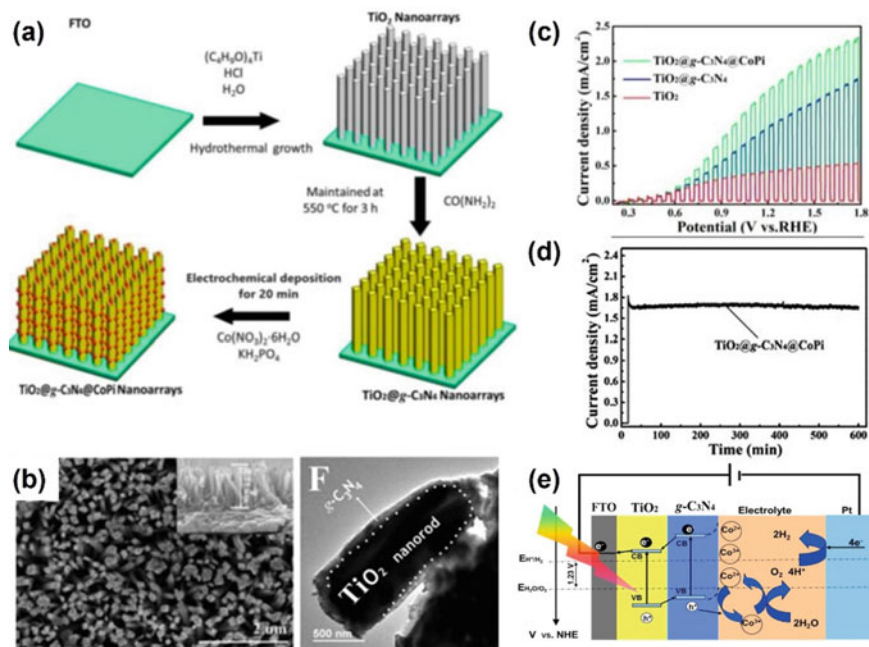 (a)
FTO
(C₄H₉O)₄Ti
HCl
H₂O
Hydrothermal growth
TiO₂ Nanoarrays
Maintained at
550 °C for 3 h
CO(NH₂)₂
TiO₂@g-C₃N₄ Nanoarrays
Electrochemical deposition
for 20 min
Co(NO₃)₂·6H₂O
KH₂PO₄
TiO₂@g-C₃N₄@CoPi Nanoarrays
(b)
2 um
F
g-C₃N₄
TiO₂ nanorod
500 nm
(c)
Current density (mA/cm²)
2.5
2.0
1.5
1.0
0.5
0.0
TiO₂@g-C₃N₄@CoPi
TiO₂@g-C₃N₄
TiO₂
0.3 0.6 0.9 1.2 1.5 1.8
Potential (V vs.RHE)
(d)
Current density (mA/cm²)
2.4
2.1
1.8
1.5
1.2
0.9
0.6
0.3
0.0
TiO₂@g-C₃N₄@CoPi
0 100 200 300 400 500 600
Time (min)
(e)
FTO TiO₂ g-C₃N₄ Electrolyte Pt
CB
CB
VB
VB
h⁺
h⁺
1.23 V
V vs. NHE
Co²⁺
Co³⁺
Co³⁺
2H₂
4e⁻
O₂ 4H⁺
2H₂O